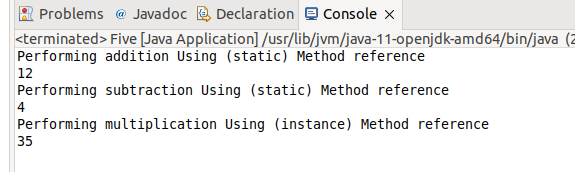 Problems @ Javadoc Declaration Console
<terminated> Five [Java Application] /usr/lib/jvm/java-11-openjdk-amd64/bin/java (2
Performing addition Using (static) Method reference
12
Performing subtraction Using (static) Method reference
4
Performing multiplication Using (instance) Method reference
35